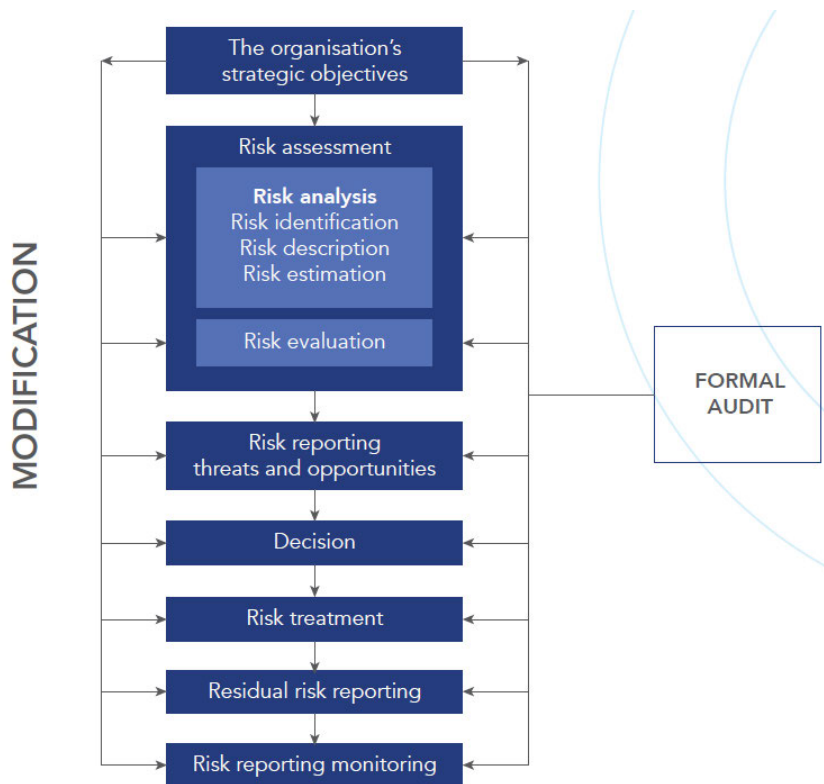 The organisation's
strategic objectives
Risk assessment
Risk analysis
Risk identification
Risk description
Risk estimation
Risk evaluation
Risk reporting
threats and opportunities
Decision
Risk treatment
Residual risk reporting
Risk reporting monitoring
MODIFICATION
FORMAL
AUDIT